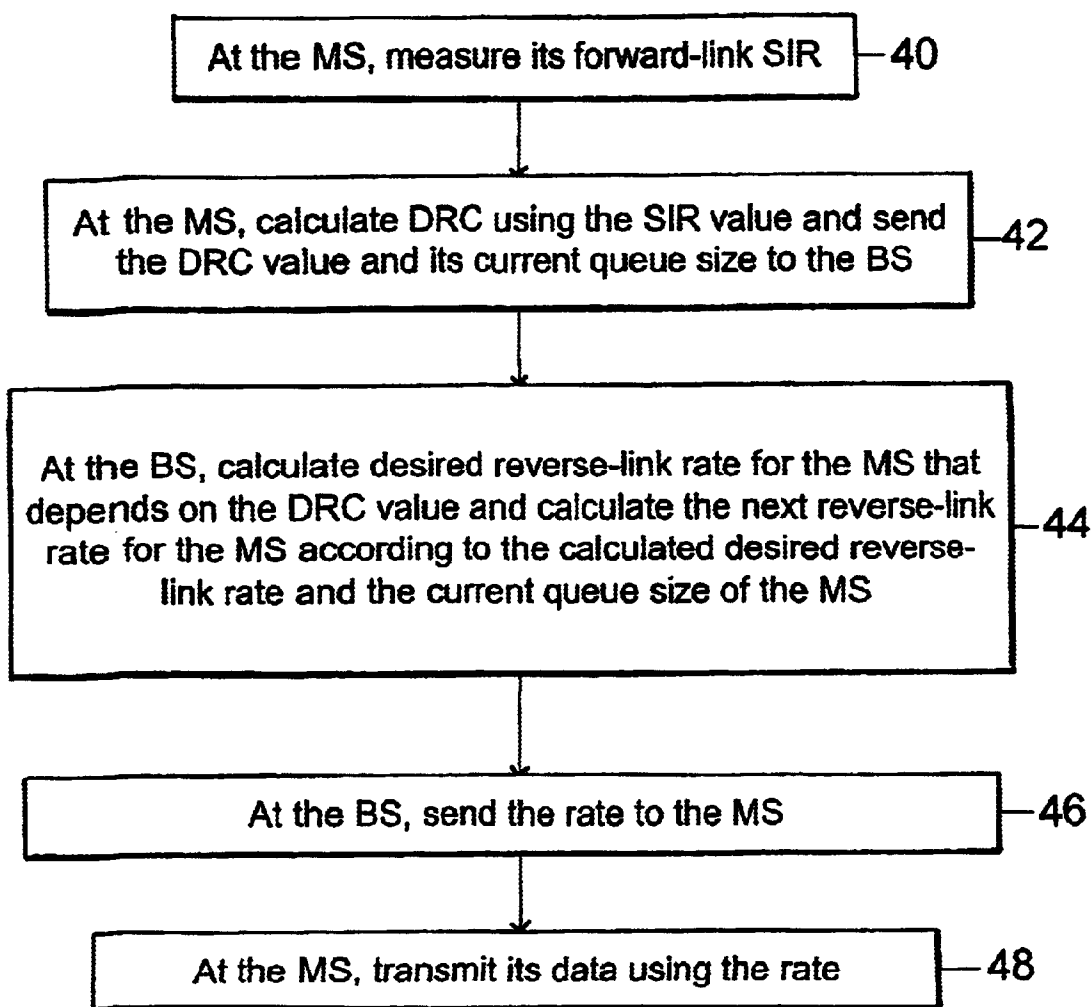 At the MS, measure its forward-link SIR
40
At the MS, calculate DRC using the SIR value and send
the DRC value and its current queue size to the BS
42
At the BS, calculate desired reverse-link rate for the MS that
depends on the DRC value and calculate the next reverse-link
rate for the MS according to the calculated desired reverse-
link rate and the current queue size of the MS
44
At the BS, send the rate to the MS
46
At the MS, transmit its data using the rate
48